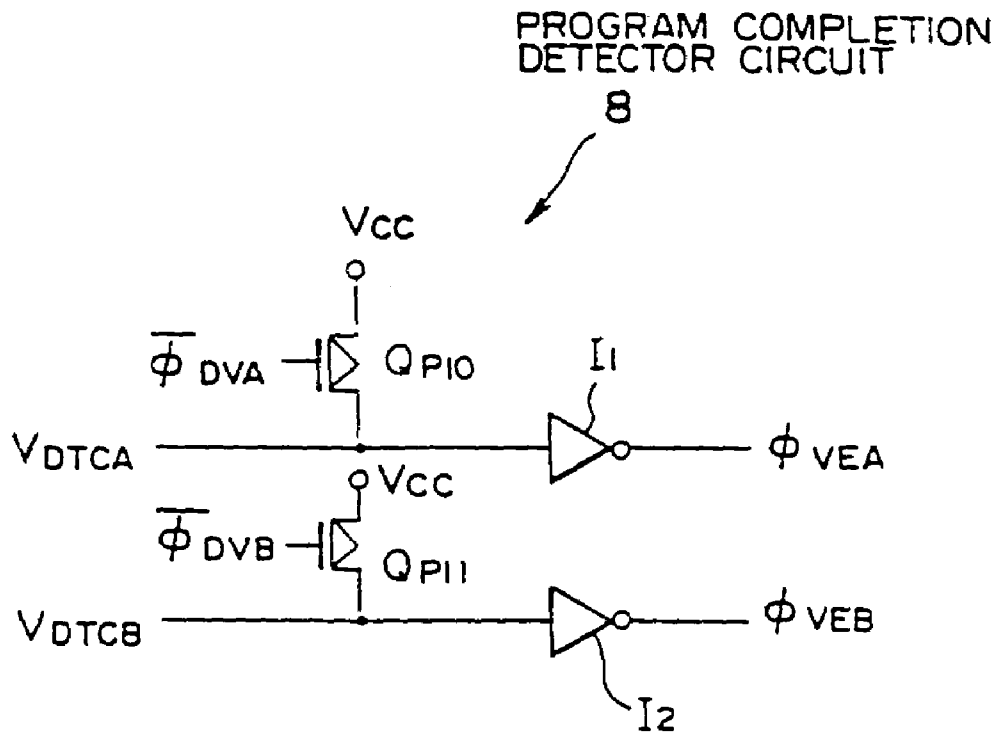 PROGRAM COMPLETION
DETECTOR CIRCUIT
8
VCC
φ̅DVA
QP10
I1
VDTCA
φVEA
VCC
φ̅DVB
QP11
VDTCB
φVEB
I2